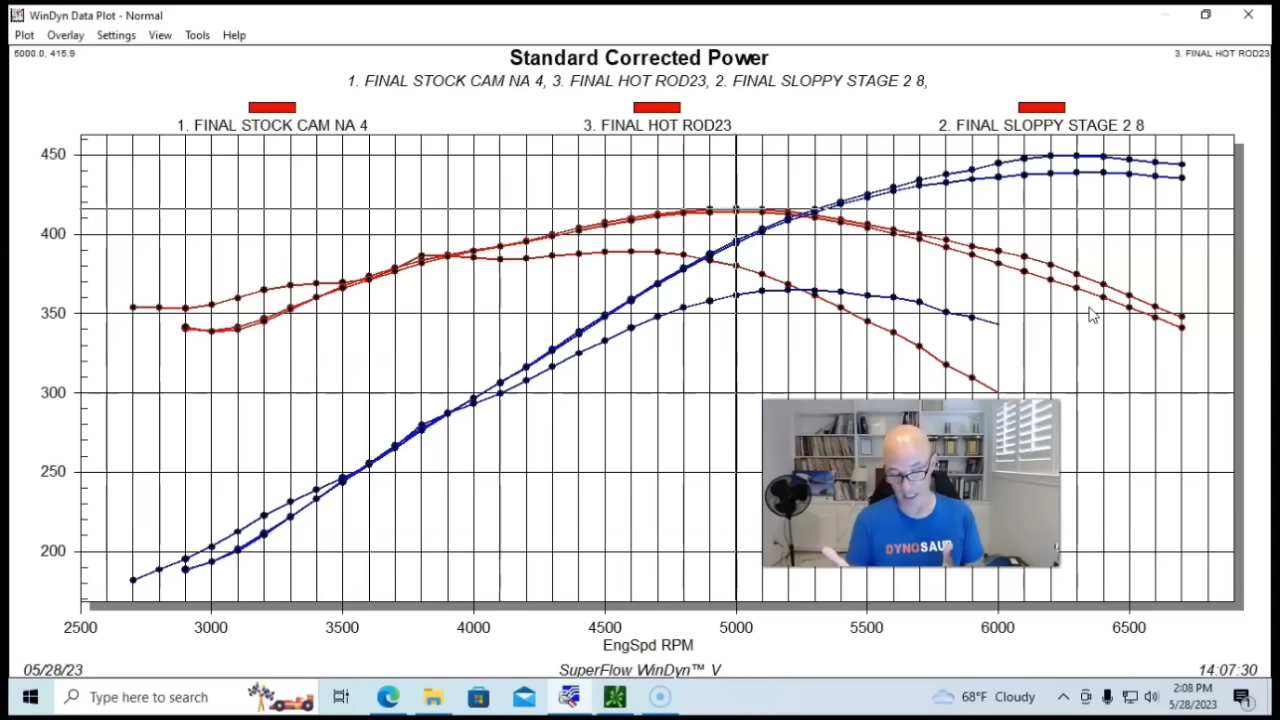 WinDyn Data Plot - Normal
Plot Overlay Settings View Tools Help
5000.0, 415.9
3. FINAL HOT ROD23
Standard Corrected Power
1. FINAL STOCK CAM NA 4, 3. FINAL HOT ROD23, 2. FINAL SLOPPY STAGE 2 8,
1. FINAL STOCK CAM NA 4
3. FINAL HOT ROD23
2. FINAL SLOPPY STAGE 2 8
450
400
350
300
250
200
DYNOSAUR
2500 3000 3500 4000 4500 5000 5500 6000 6500
EngSpd RPM
05/28/23
SuperFlow WinDyn™ V
14:07:30
Type here to search
68°F Cloudy
2:08 PM
5/28/2023
1